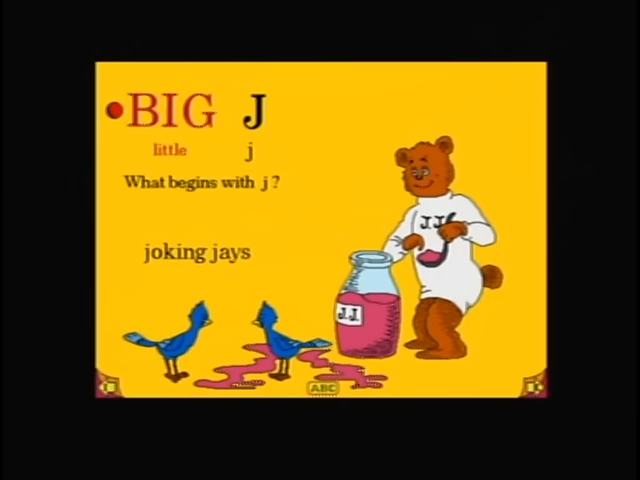 BIG J
little j
What begins with j ?
joking jays
J.J.
J.J.
ABC